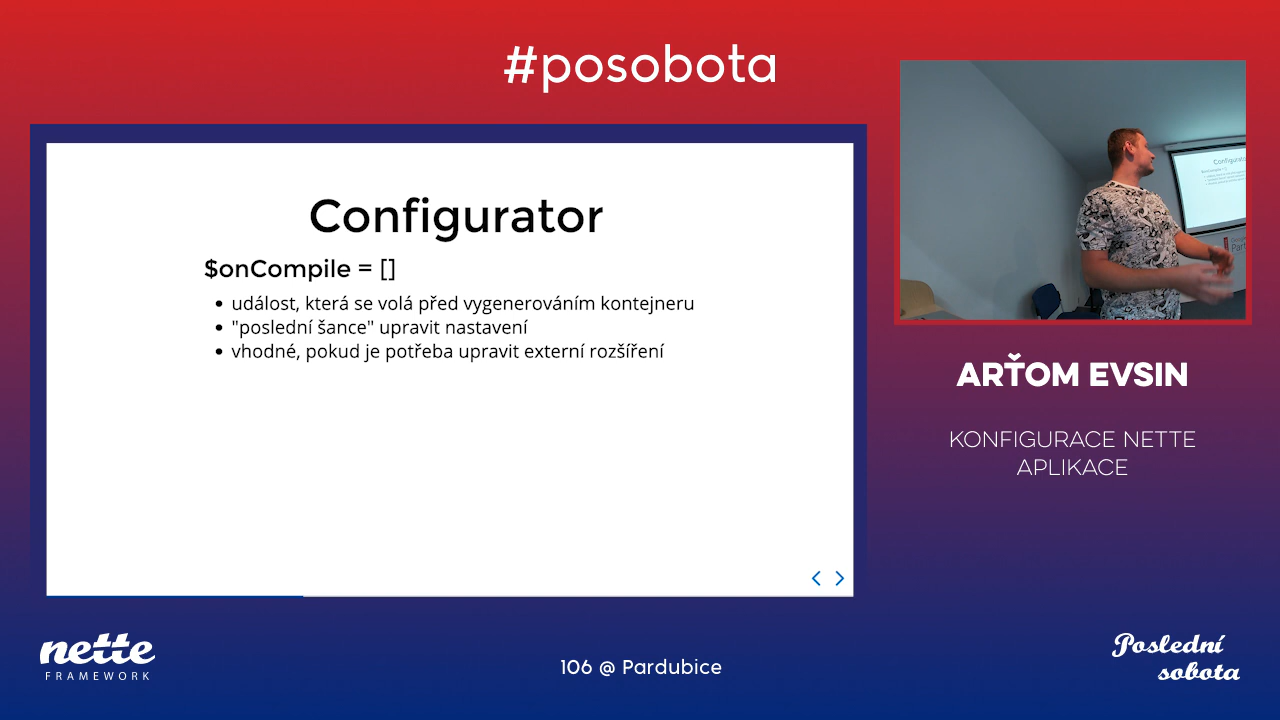 #posobota
Configurator
$onCompile = []
• událost, která se volá před vygenerováním kontejneru
• "poslední šance" upravit nastavení
• vhodné, pokud je potřeba upravit externí rozšíření
Configurato
ARŤOM EVSIN
KONFIGURACE NETTE
APLIKACE
nette
FRAMEWORK
106 @ Pardubice
Poslední
sobota